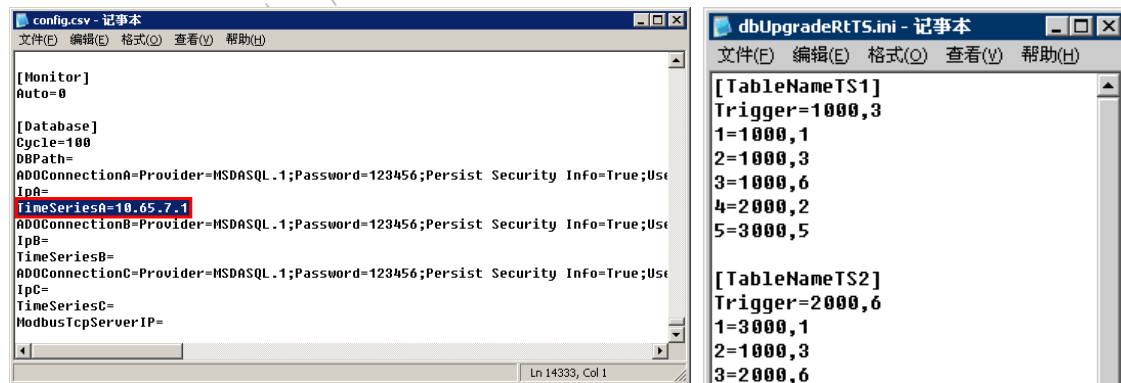 config.csv - 记事本
文件(F) 编辑(E) 格式(O) 查看(V) 帮助(H)
[Monitor]
Auto=0
[Database]
Cycle=100
DBPath=
ADOConnectionA=Provider=MSDASQL.1;Password=123456;Persist Security Info=True;Use
IpA=
TimeSeriesA=10.65.7.1
ADOConnectionB=Provider=MSDASQL.1;Password=123456;Persist Security Info=True;Use
IpB=
TimeSeriesB=
ADOConnectionC=Provider=MSDASQL.1;Password=123456;Persist Security Info=True;Use
IpC=
TimeSeriesC=
ModbusTcpServerIP=
Ln 14333, Col 1
dbUpgradeRtTS.ini - 记事本
文件(F) 编辑(E) 格式(O) 查看(V) 帮助(H)
[TableNameTS1]
Trigger=1000,3
1=1000,1
2=1000,3
3=1000,6
4=2000,2
5=3000,5
[TableNameTS2]
Trigger=2000,6
1=3000,1
2=1000,3
3=2000,6